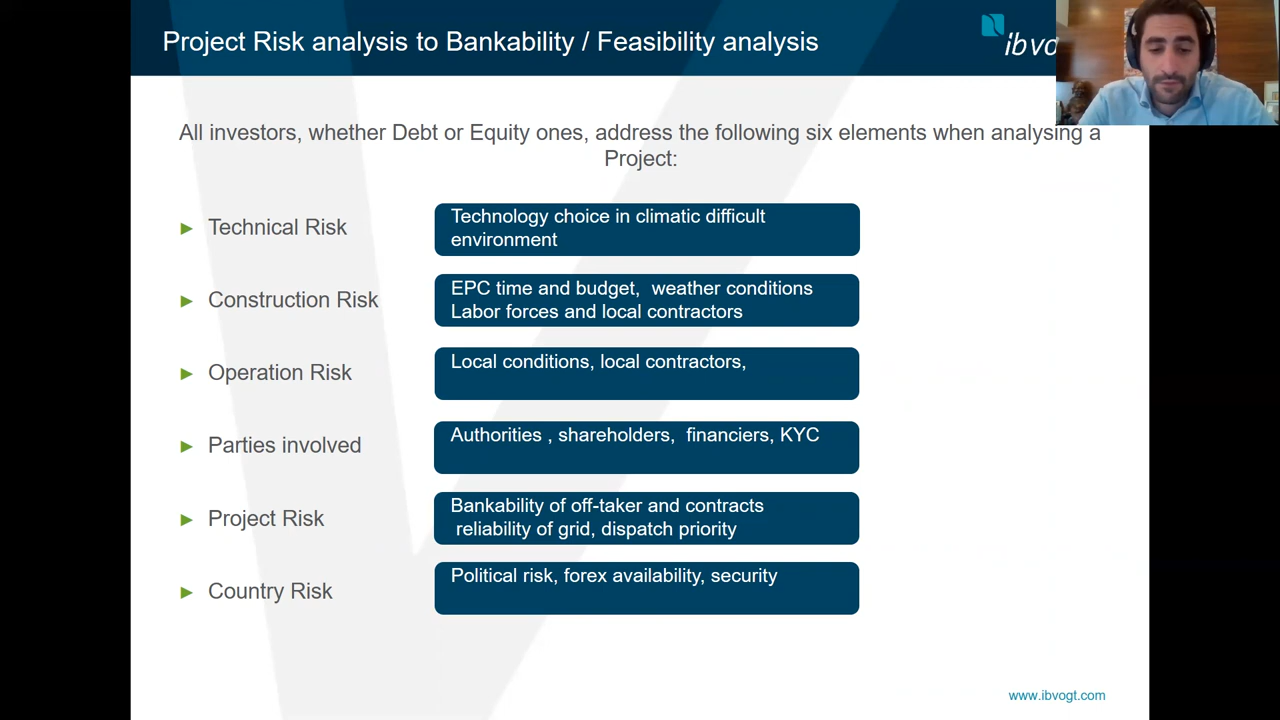 Project Risk analysis to Bankability / Feasibility analysis
ibvo
All investors, whether Debt or Equity ones, address the following six elements when analysing a
Project:
Technical Risk
Technology choice in climatic difficult
environment
Construction Risk
EPC time and budget, weather conditions
Labor forces and local contractors
Operation Risk
Local conditions, local contractors,
Parties involved
Authorities , shareholders, financiers, KYC
Project Risk
Bankability of off-taker and contracts
reliability of grid, dispatch priority
Country Risk
Political risk, forex availability, security
www.ibvogt.com